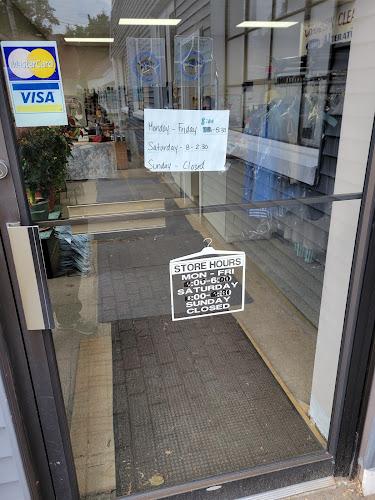 MasterCard
VISA
8:00
Monday - Friday - 5:30
Saturday - 8 - 2:30
Sunday - Closed
STORE HOURS
MON - FRI
SATURDAY
SUNDAY
CLOSED